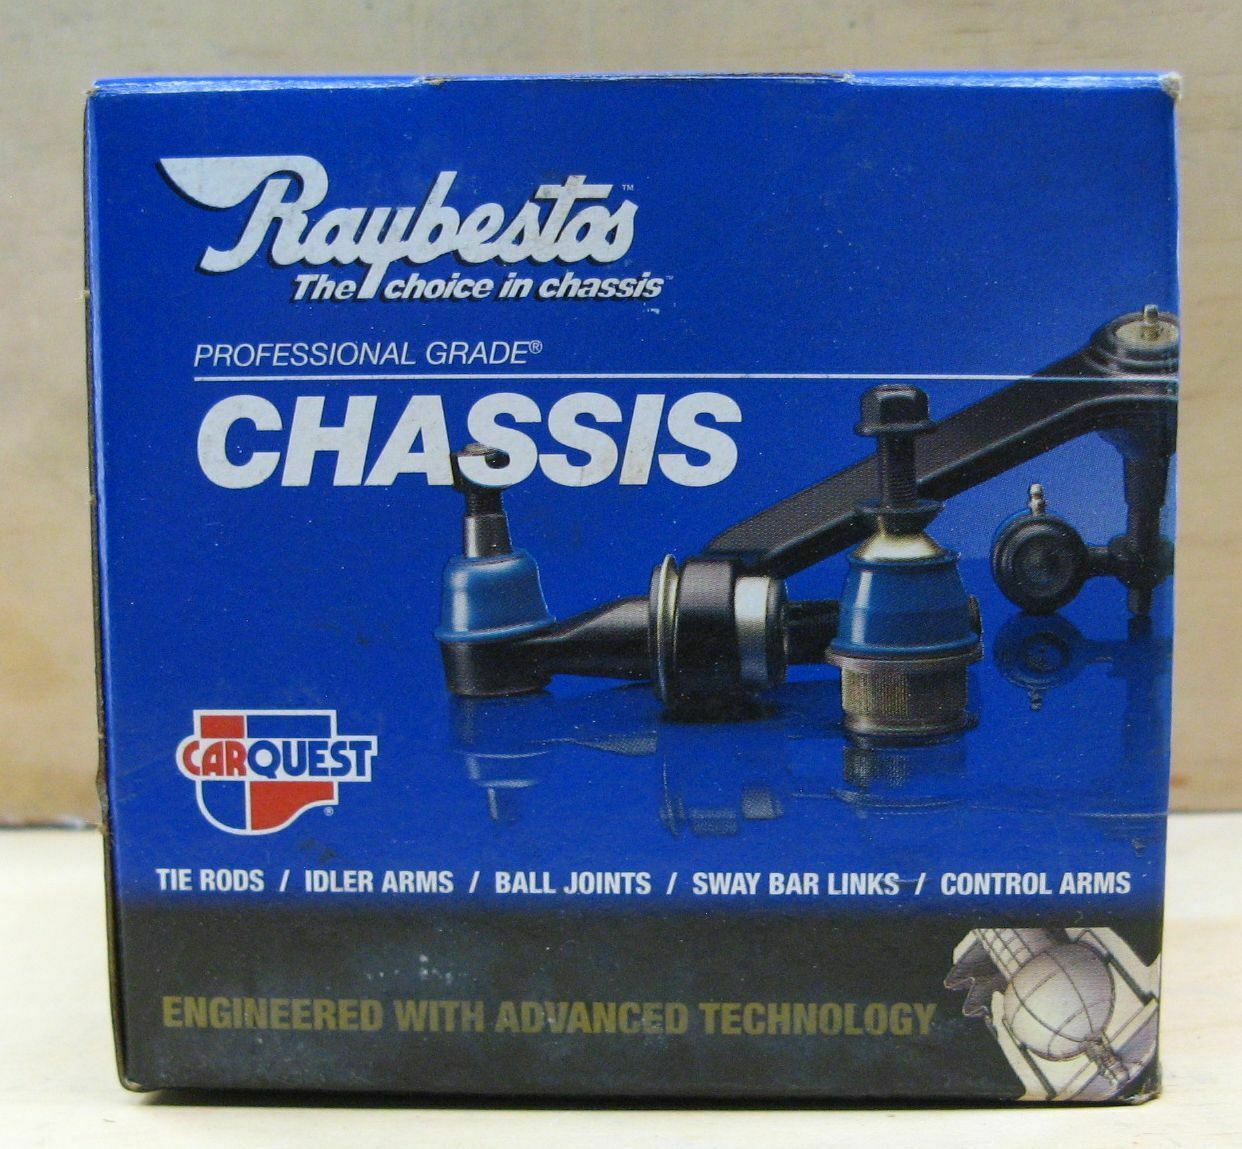 Raybestos™
The choice in chassis™
PROFESSIONAL GRADE®
CHASSIS
CARQUEST®
TIE RODS / IDLER ARMS / BALL JOINTS / SWAY BAR LINKS / CONTROL ARMS
ENGINEERED WITH ADVANCED TECHNOLOGY